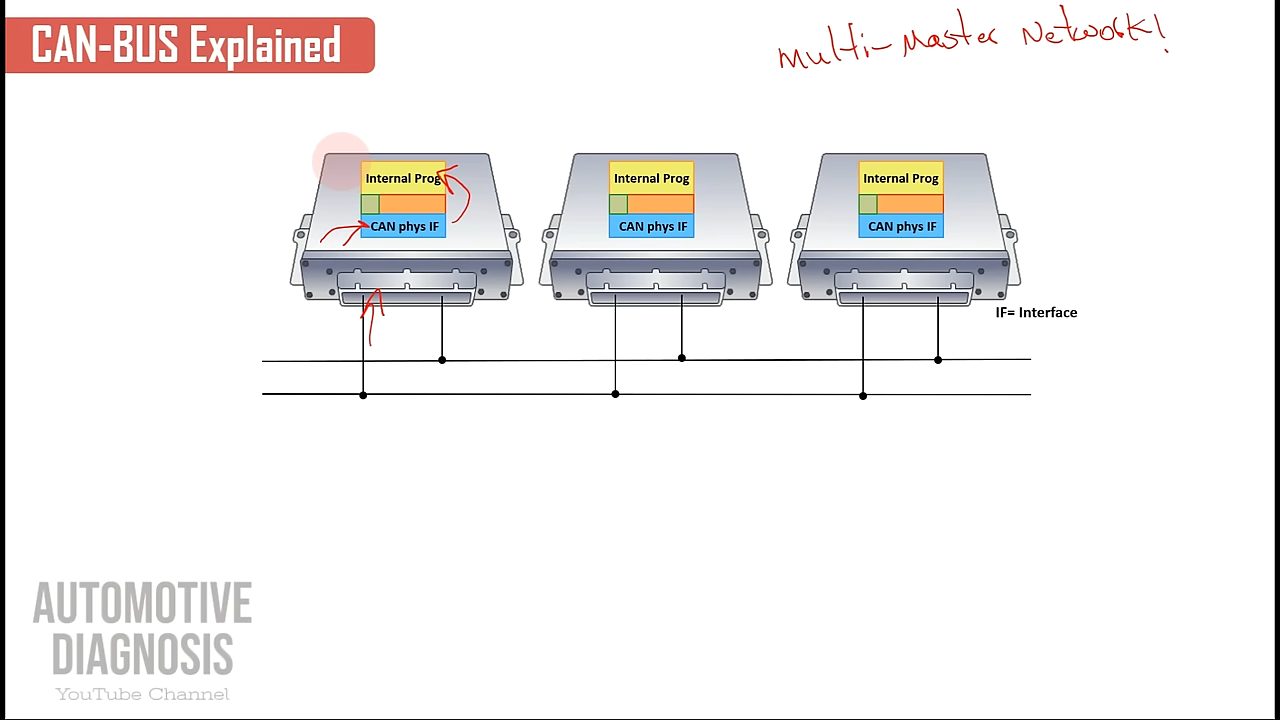 CAN-BUS Explained
Multi-Master Network!
Internal Prog
CAN phys IF
Internal Prog
CAN phys IF
Internal Prog
CAN phys IF
IF= Interface
AUTOMOTIVE
DIAGNOSIS
YouTube Channel